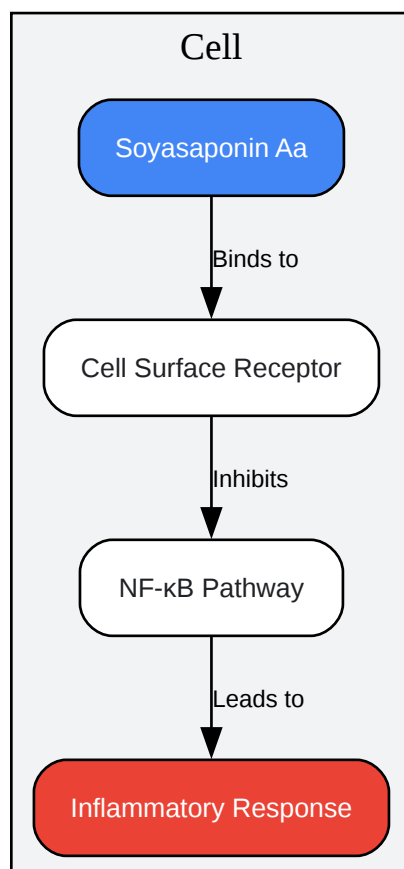 Cell
Soyasaponin Aa
Binds to
Cell Surface Receptor
Inhibits
NF-κB Pathway
Leads to
Inflammatory Response